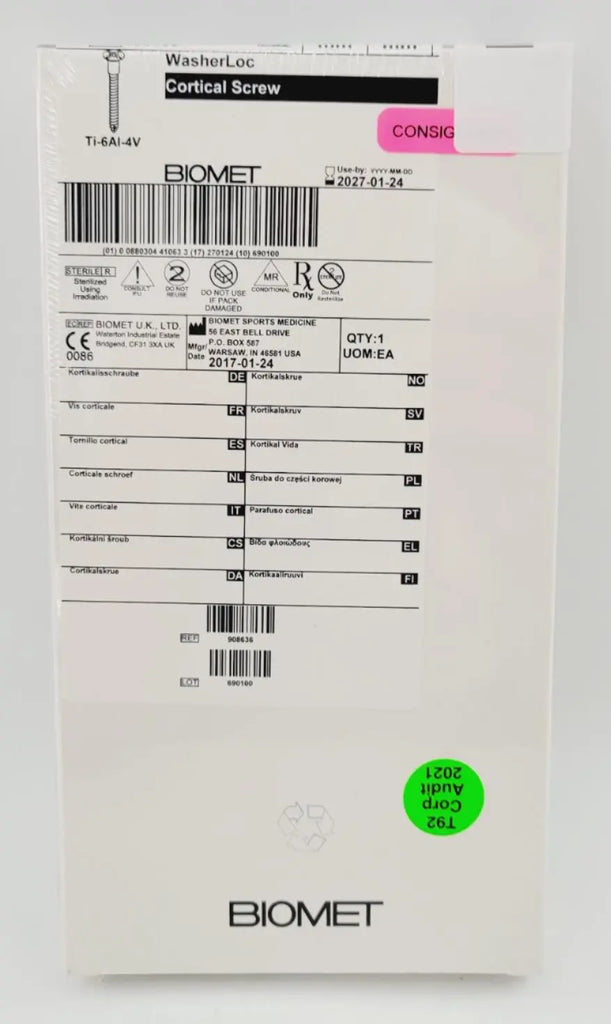 WasherLoc
Cortical Screw
Ti-6Al-4V
CONSIG
BIOMET
Use-by: YYYY-MM-DD
2027-01-24
(01) 0 0880304 41063 3 (17) 270124 (10) 690100
STERILE R
Sterilized
Using
Irradiation
CONSULT
IFU
2
DO NOT
REUSE
DO NOT USE
IF PACK
DAMAGED
MR
CONDITIONAL
Rx
Only
Do Not
Resterilize
EC REP BIOMET U.K., LTD.
Waterton Industrial Estate
Bridgend, CF31 3XA UK
CE
0086
BIOMET SPORTS MEDICINE
56 EAST BELL DRIVE
P.O. BOX 587
WARSAW, IN 46581 USA
Mfgr/
Date 2017-01-24
QTY:1
UOM:EA
Kortikalisschraube DE
Kortikalskrue NO
Vis corticale FR
Kortikalskruv SV
Tornillo cortical ES
Kortikal Vida TR
Corticale schroef NL
Śruba do części korowej PL
Vite corticale IT
Parafuso cortical PT
Kortikální šroub CS
Βίδα φλοιώδους EL
Cortikalskrue DA
Kortikaaliruuvi FI
REF 908636
LOT 690100
T92
Corp
Audit
2021
BIOMET